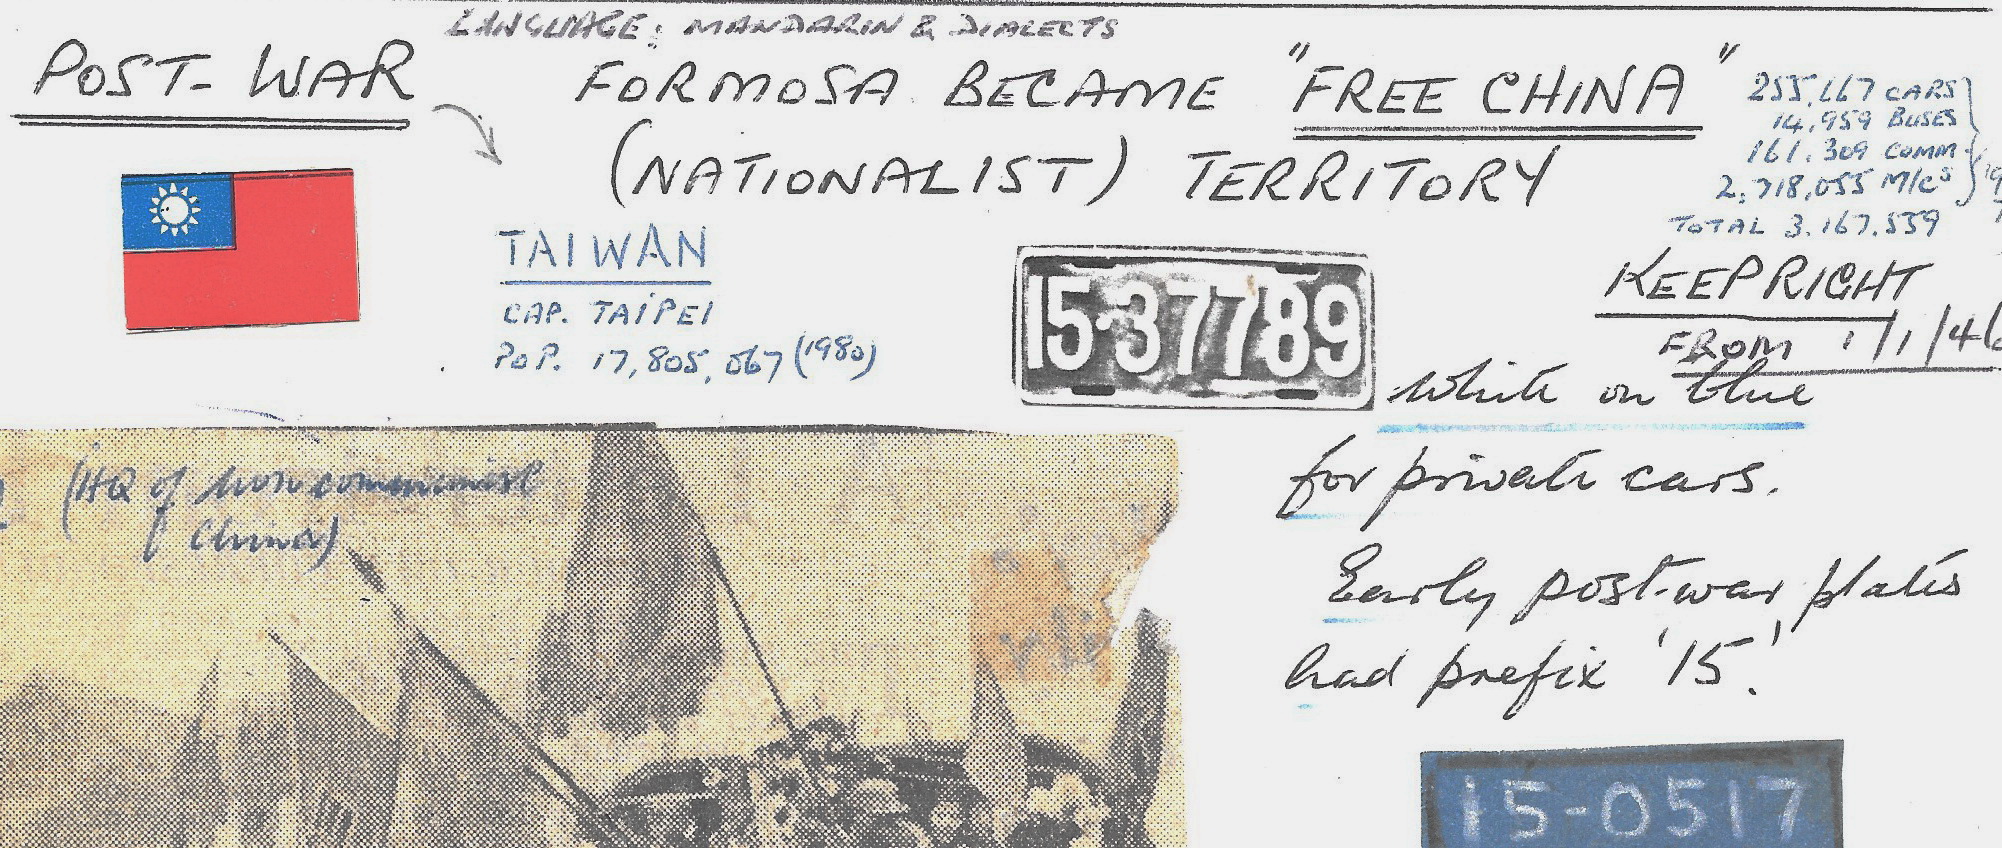 LANGUAGE: MANDARIN & DIALECTS
POST-WAR
FORMOSA BECAME "FREE CHINA"
(NATIONALIST) TERRITORY
255,667 CARS
14,959 BUSES
161.309 COMM
2,718,055 M/Cs
TOTAL 3.167.559
19
TAIWAN
CAP. TAIPEI
POP. 17,805,067 (1980)
15-37789
KEEP RIGHT
FROM 1/1/46
white on blue
for private cars.
Early post-war plates
had prefix '15'.
15-0517
(HQ of non communist
China)